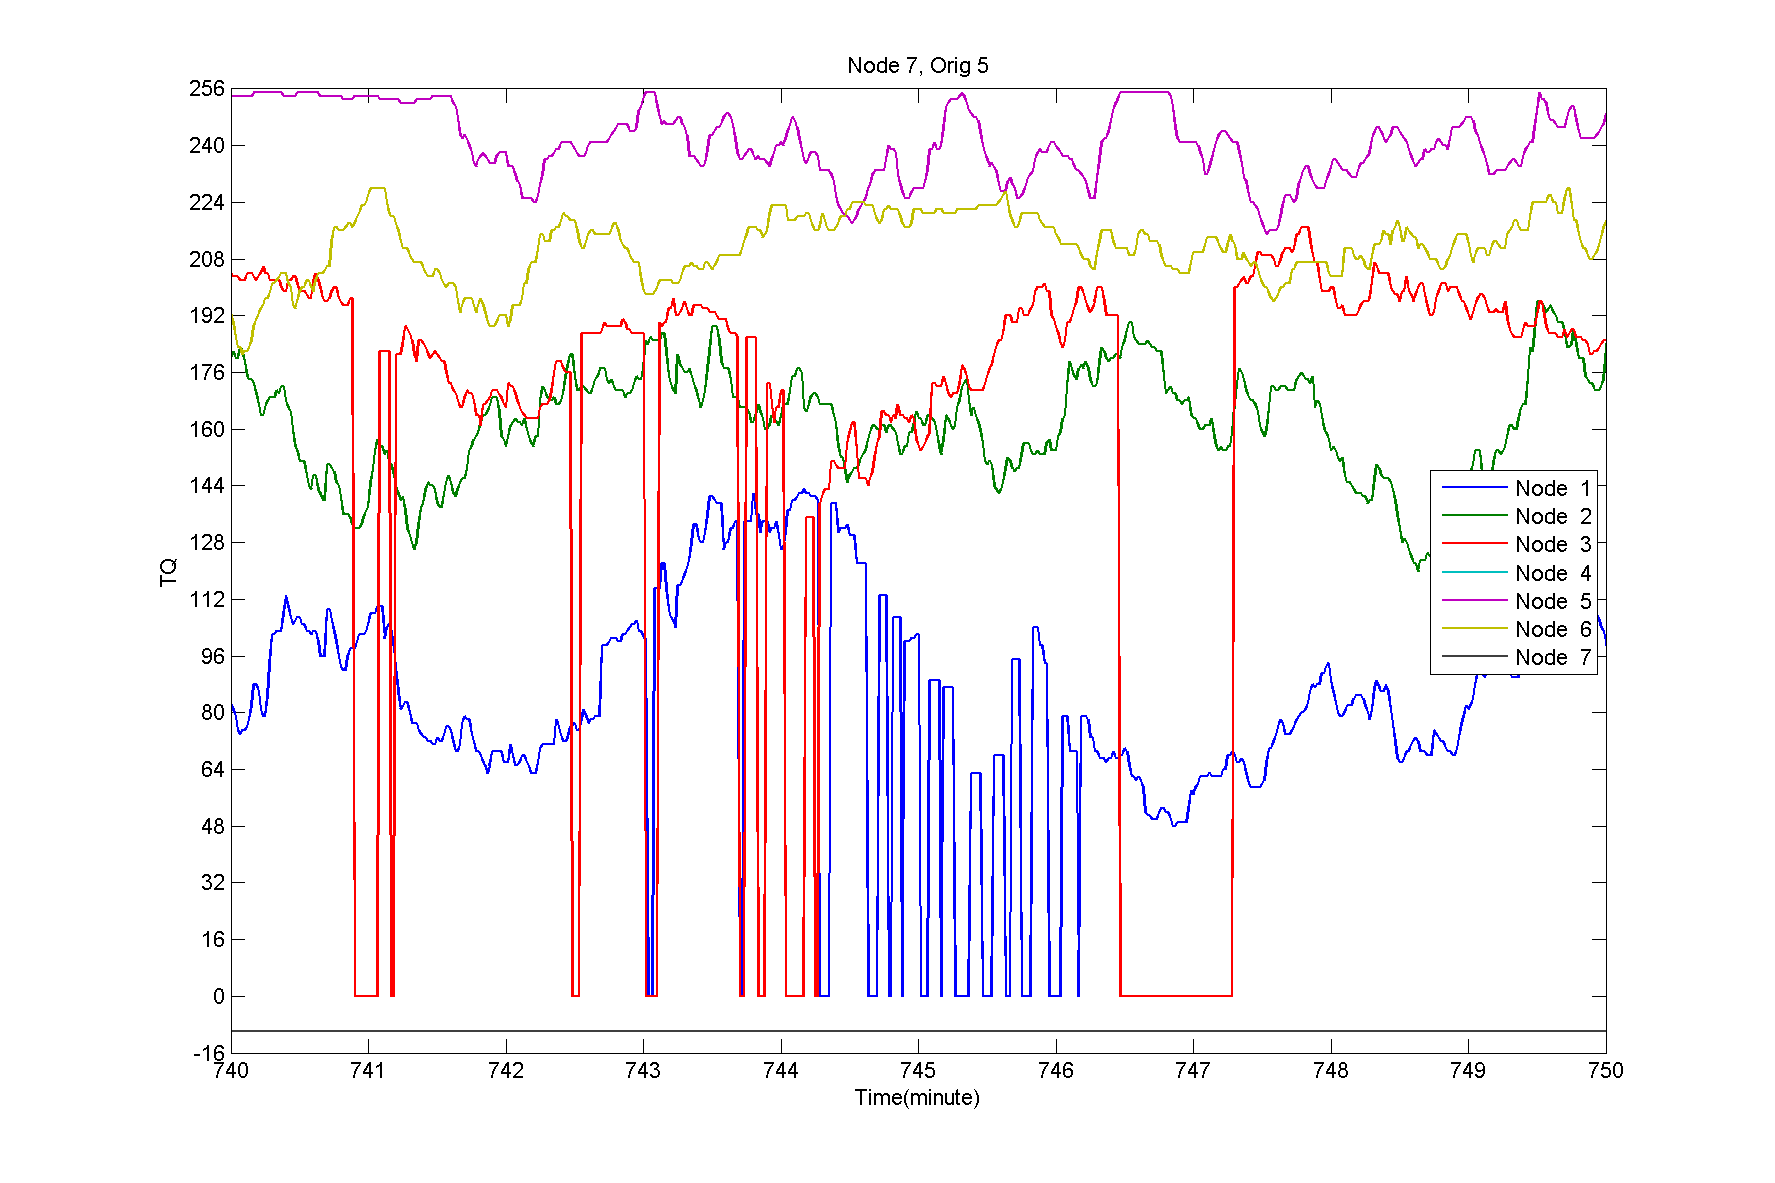 Node 7, Orig 5
256
240
224
208
192
176
160
144
128
112
96
80
64
48
32
16
0
-16
TQ
Node 1
Node 2
Node 3
Node 4
Node 5
Node 6
Node 7
740 741 742 743 744 745 746 747 748 749 750
Time(minute)